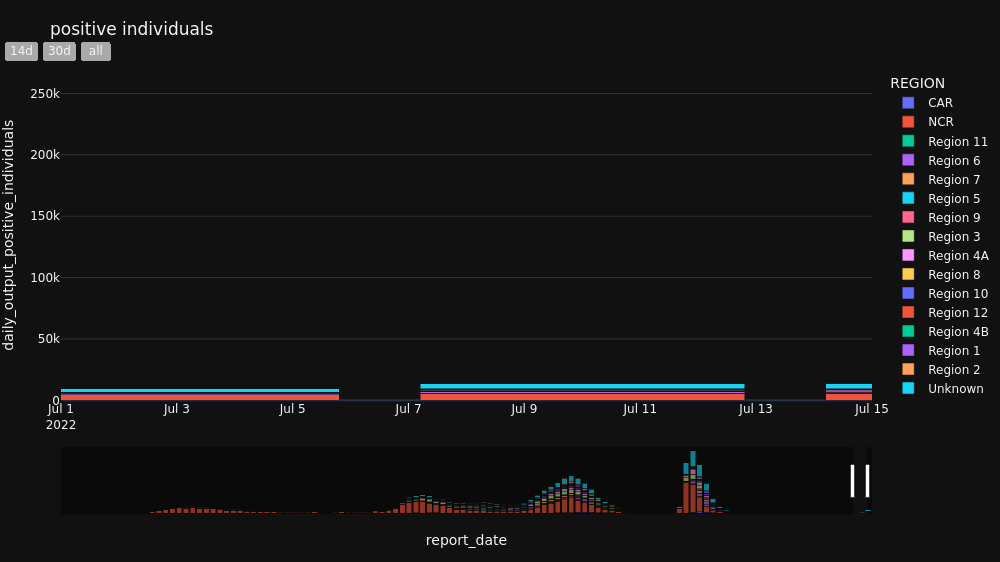 positive individuals
14d 30d all
daily_output_positive_individuals
250k
200k
150k
100k
50k
0
Jul 1 Jul 3 Jul 5 Jul 7 Jul 9 Jul 11 Jul 13 Jul 15
2022
report_date
REGION
CAR
NCR
Region 11
Region 6
Region 7
Region 5
Region 9
Region 3
Region 4A
Region 8
Region 10
Region 12
Region 4B
Region 1
Region 2
Unknown